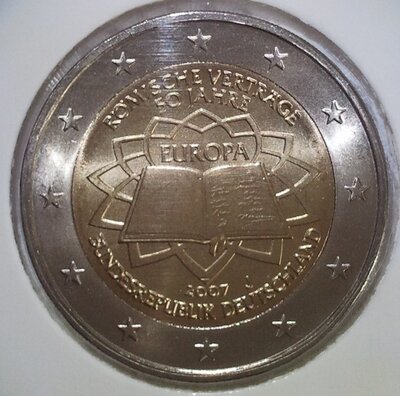 RÖMISCHE VERTRÄGE
50 JAHRE
EUROPA
2007 J
BUNDESREPUBLIK DEUTSCHLAND